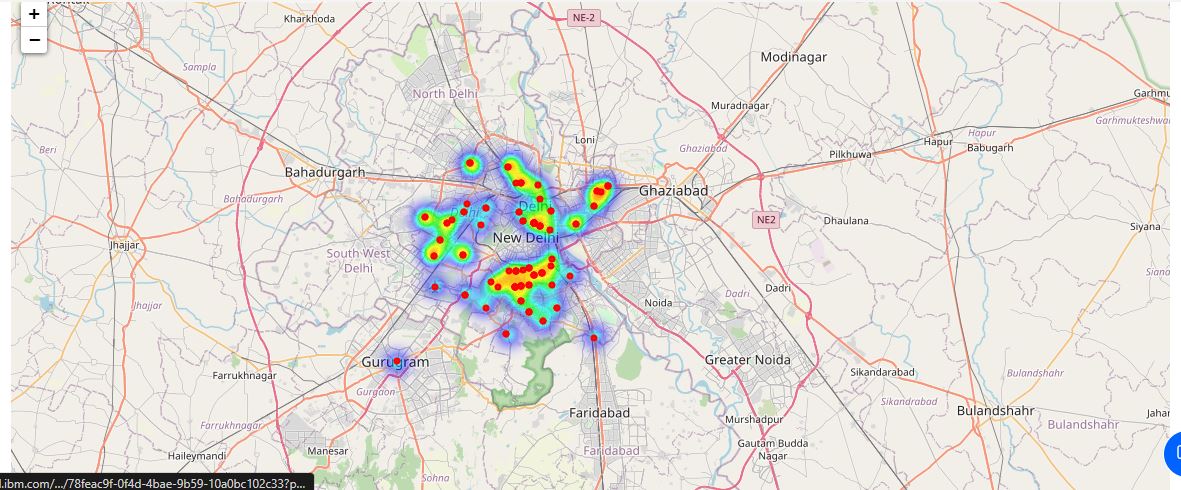 +
−
Kharkhoda
NE-2
Modinagar
Sampla
North Delhi
Muradnagar
Garhmu
Garhmukteshwa
Loni
Ghaziabad
Hapur
Hapur
Babugarh
Pilkhuwa
Beri
Bahadurgarh
Bahadurgarh
Ghaziabad
Delhi
NE2
Dhaulana
Siyana
Jhajjar
New Delhi
South West
Delhi
Siana
Dadri
Dadri
Noida
Jhajjar
Gurugram
Greater Noida
Farrukhnagar
Sikandarabad
Bulandshahr
Gurgaon
Sikandrabad
Bulandshahr
Jahan
Faridabad
Murshadpur
Bulandshahr
Farrukhnagar
Gautam Budda
Nagar
Manesar
Faridabad
Haileymandi
Sohna
l.ibm.com/.../78feac9f-0f4d-4bae-9b59-10a0bc102c33?p...